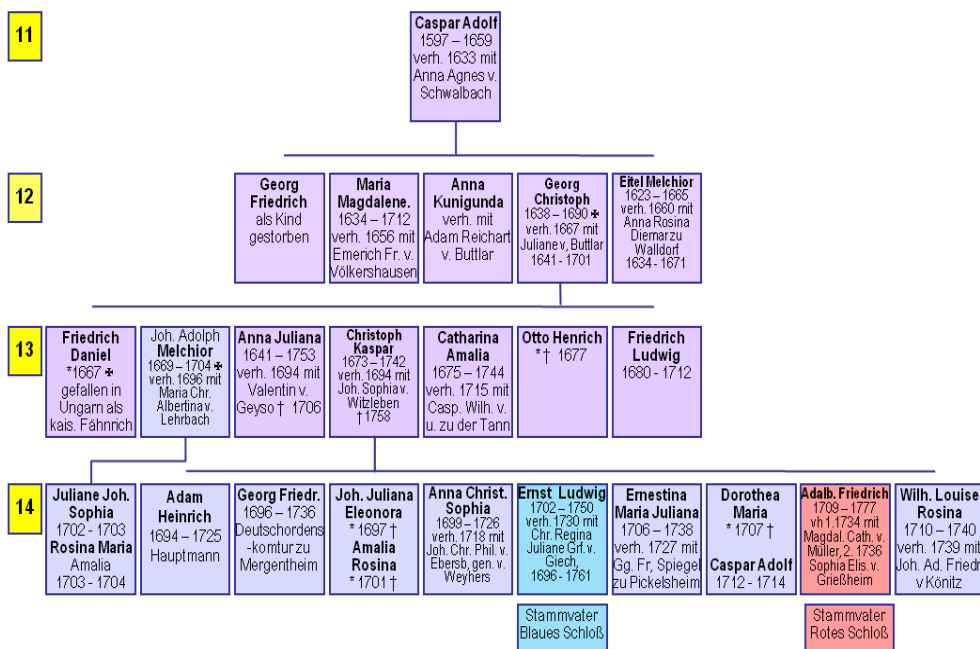 11
Caspar Adolf
1597 – 1659
verh. 1633 mit
Anna Agnes v.
Schwalbach
12
Georg
Friedrich
als Kind
gestorben
Maria
Magdalene.
1634 – 1712
verh. 1656 mit
Emerich Fr. v.
Völkershausen
Anna
Kunigunda
verh. mit
Adam Reichart
v. Buttlar
Georg
Christoph
1638 – 1690 ✠
verh. 1667 mit
Juliane v, Buttlar
1641 - 1701
Eitel Melchior
1623 – 1665
verh. 1660 mit
Anna Rosina
Diemar zu
Walldorf
1634 - 1671
13
Friedrich
Daniel
*1667 ✠
gefallen in
Ungarn als
kais. Fähnrich
Joh. Adolph
Melchior
1669 – 1704 ✠
verh. 1696 mit
Maria Chr.
Albertina v.
Lehrbach
Anna Juliana
1641 – 1753
verh. 1694 mit
Valentin v.
Geyso † 1706
Christoph
Kaspar
1673 – 1742
verh. 1694 mit
Joh. Sophia v.
Witzleben
† 1758
Catharina
Amalia
1675 – 1744
verh. 1715 mit
Casp. Wilh. v.
u. zu der Tann
Otto Henrich
*† 1677
Friedrich
Ludwig
1680 - 1712
14
Juliane Joh.
Sophia
1702 - 1703
Rosina Maria
Amalia
1703 - 1704
Adam
Heinrich
1694 – 1725
Hauptmann
Georg Friedr.
1696 – 1736
Deutschordens
-komtur zu
Mergentheim
Joh. Juliana
Eleonora
*1697 †
Amalia
Rosina
*1701 †
Anna Christ.
Sophia
1699 – 1726
verh. 1718 mit
Joh. Chr. Phil. v.
Ebersb, gen. v.
Weyhers
Ernst Ludwig
1702 – 1750
verh. 1730 mit
Chr. Regina
Juliane Grf. v.
Giech,
1696 - 1761
Ernestina
Maria Juliana
1706 – 1738
verh. 1727 mit
Gg. Fr, Spiegel
zu Pickelsheim
Dorothea
Maria
*1707 †
Caspar Adolf
1712 – 1714
Adalb. Friedrich
1709 – 1777
vh 1.1734 mit
Magdal. Cath. v.
Müller, 2. 1736
Sophia Elis. v.
Grießheim
Wilh. Louise
Rosina
1710 – 1740
verh. 1739 mit
Joh. Ad. Friedr.
v Könitz
Stammvater
Blaues Schloß
Stammvater
Rotes Schloß